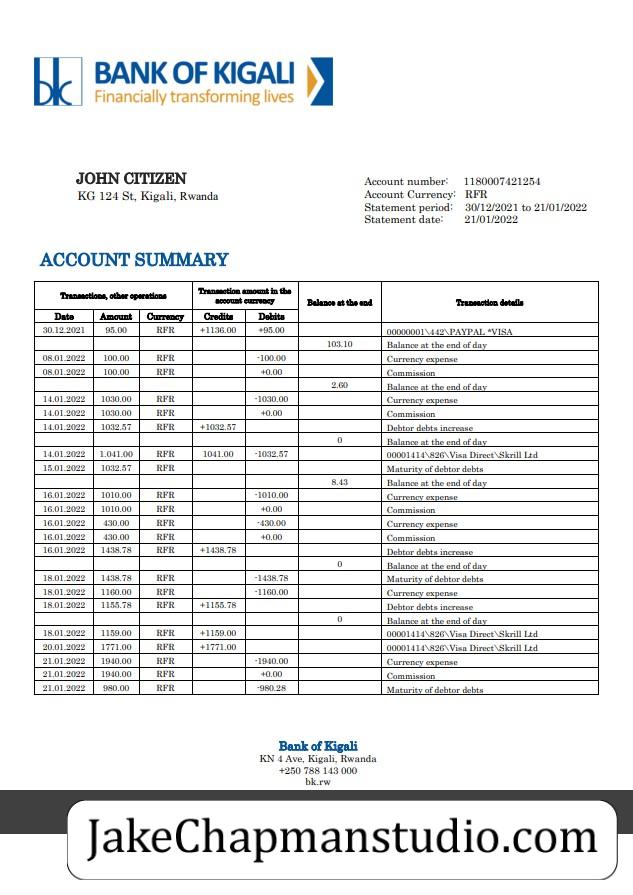 bk BANK OF KIGALI
Financially transforming lives
JOHN CITIZEN
KG 124 St, Kigali, Rwanda
Account number: 1180007421254
Account Currency: RFR
Statement period: 30/12/2021 to 21/01/2022
Statement date: 21/01/2022
ACCOUNT SUMMARY
Transactions, other operations Transaction amount in the account currency Balance at the end Transaction details
Date Amount Currency Credits Debits
30.12.2021 95.00 RFR +1136.00 +95.00 00000001\442\PAYPAL *VISA
103.10 Balance at the end of day
08.01.2022 100.00 RFR -100.00 Currency expense
08.01.2022 100.00 RFR +0.00 Commission
2.60 Balance at the end of day
14.01.2022 1030.00 RFR -1030.00 Currency expense
14.01.2022 1030.00 RFR +0.00 Commission
14.01.2022 1032.57 RFR +1032.57 Debtor debts increase
0 Balance at the end of day
14.01.2022 1.041.00 RFR 1041.00 -1032.57 00001414\826\Visa Direct\Skrill Ltd
15.01.2022 1032.57 RFR Maturity of debtor debts
8.43 Balance at the end of day
16.01.2022 1010.00 RFR -1010.00 Currency expense
16.01.2022 1010.00 RFR +0.00 Commission
16.01.2022 430.00 RFR -430.00 Currency expense
16.01.2022 430.00 RFR +0.00 Commission
16.01.2022 1438.78 RFR +1438.78 Debtor debts increase
0 Balance at the end of day
18.01.2022 1438.78 RFR -1438.78 Maturity of debtor debts
18.01.2022 1160.00 RFR -1160.00 Currency expense
18.01.2022 1155.78 RFR +1155.78 Debtor debts increase
0 Balance at the end of day
18.01.2022 1159.00 RFR +1159.00 00001414\826\Visa Direct\Skrill Ltd
20.01.2022 1771.00 RFR +1771.00 00001414\826\Visa Direct\Skrill Ltd
21.01.2022 1940.00 RFR -1940.00 Currency expense
21.01.2022 1940.00 RFR +0.00 Commission
21.01.2022 980.00 RFR -980.28 Maturity of debtor debts
Bank of Kigali
KN 4 Ave, Kigali, Rwanda
+250 788 143 000
bk.rw
JakeChapmanstudio.com